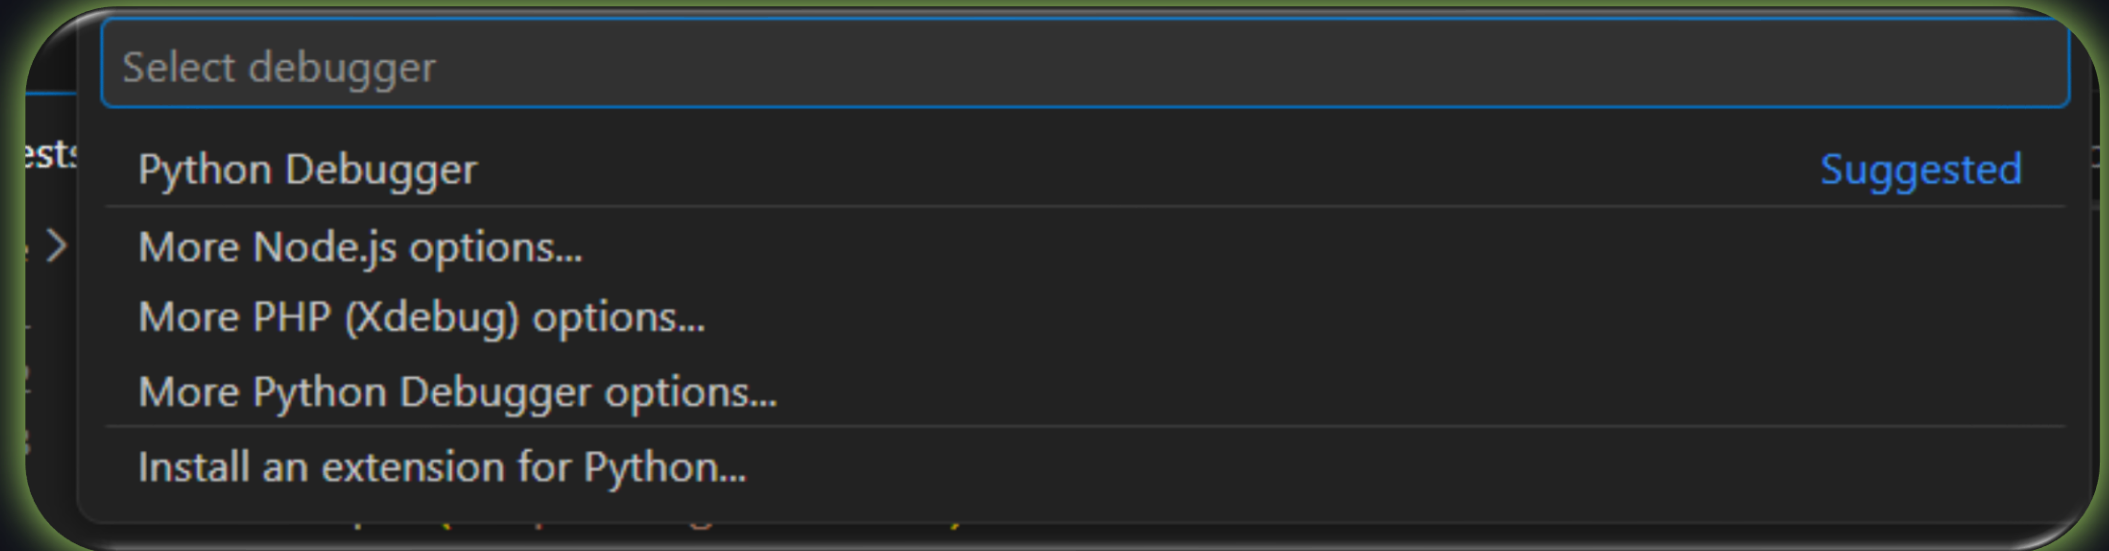 Select debugger
Python Debugger Suggested
More Node.js options...
More PHP (Xdebug) options...
More Python Debugger options...
Install an extension for Python...